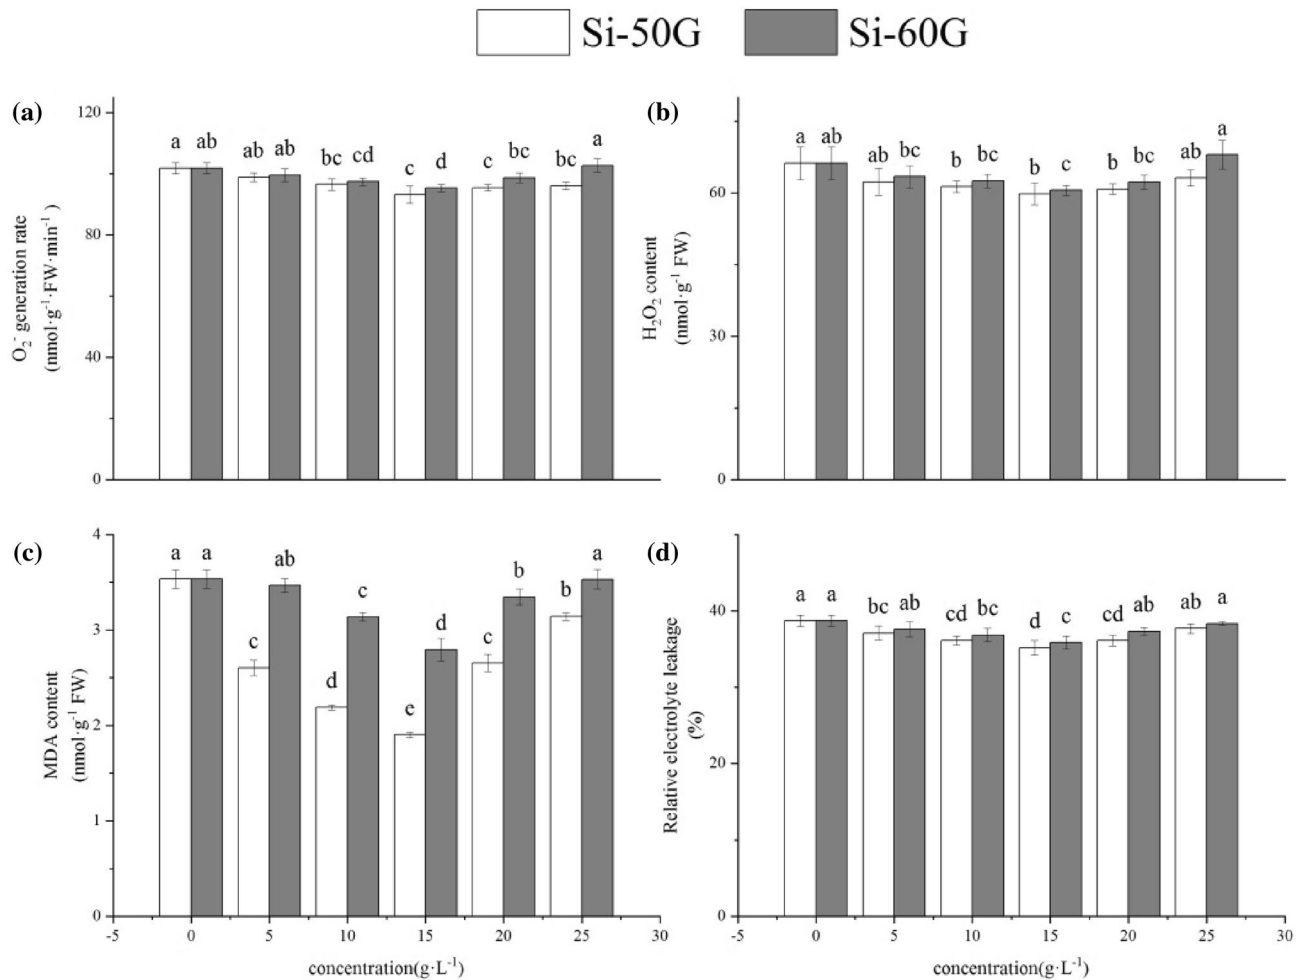 Si-50G Si-60G
(a)
O₂⁻ generation rate
(nmol·g⁻¹·FW·min⁻¹)
120
80
40
0
a ab ab ab bc cd c d c bc bc a
(b)
H₂O₂ content
(nmol·g⁻¹ FW)
60
30
0
a ab ab bc b bc b c b bc ab a
(c)
MDA content
(nmol·g⁻¹ FW)
4
3
2
1
0
a a c ab d c e d c b b a
-5 0 5 10 15 20 25 30
concentration(g·L⁻¹)
(d)
Relative electrolyte leakage
(%)
40
20
0
a a bc ab cd bc d c cd ab ab a
-5 0 5 10 15 20 25 30
concentration(g·L⁻¹)